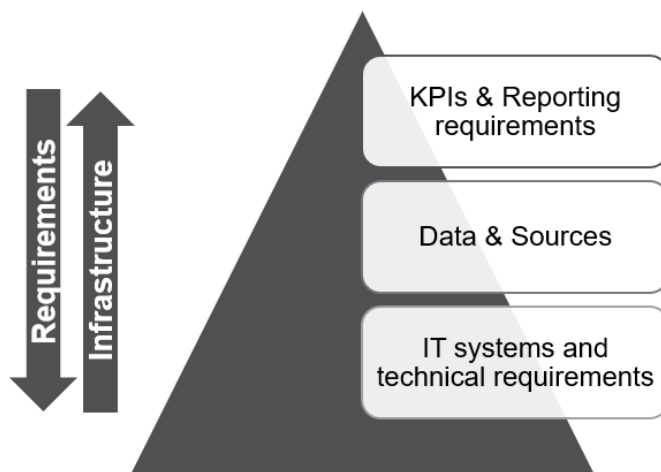 Requirements
Infrastructure
KPIs & Reporting
requirements
Data & Sources
IT systems and
technical requirements